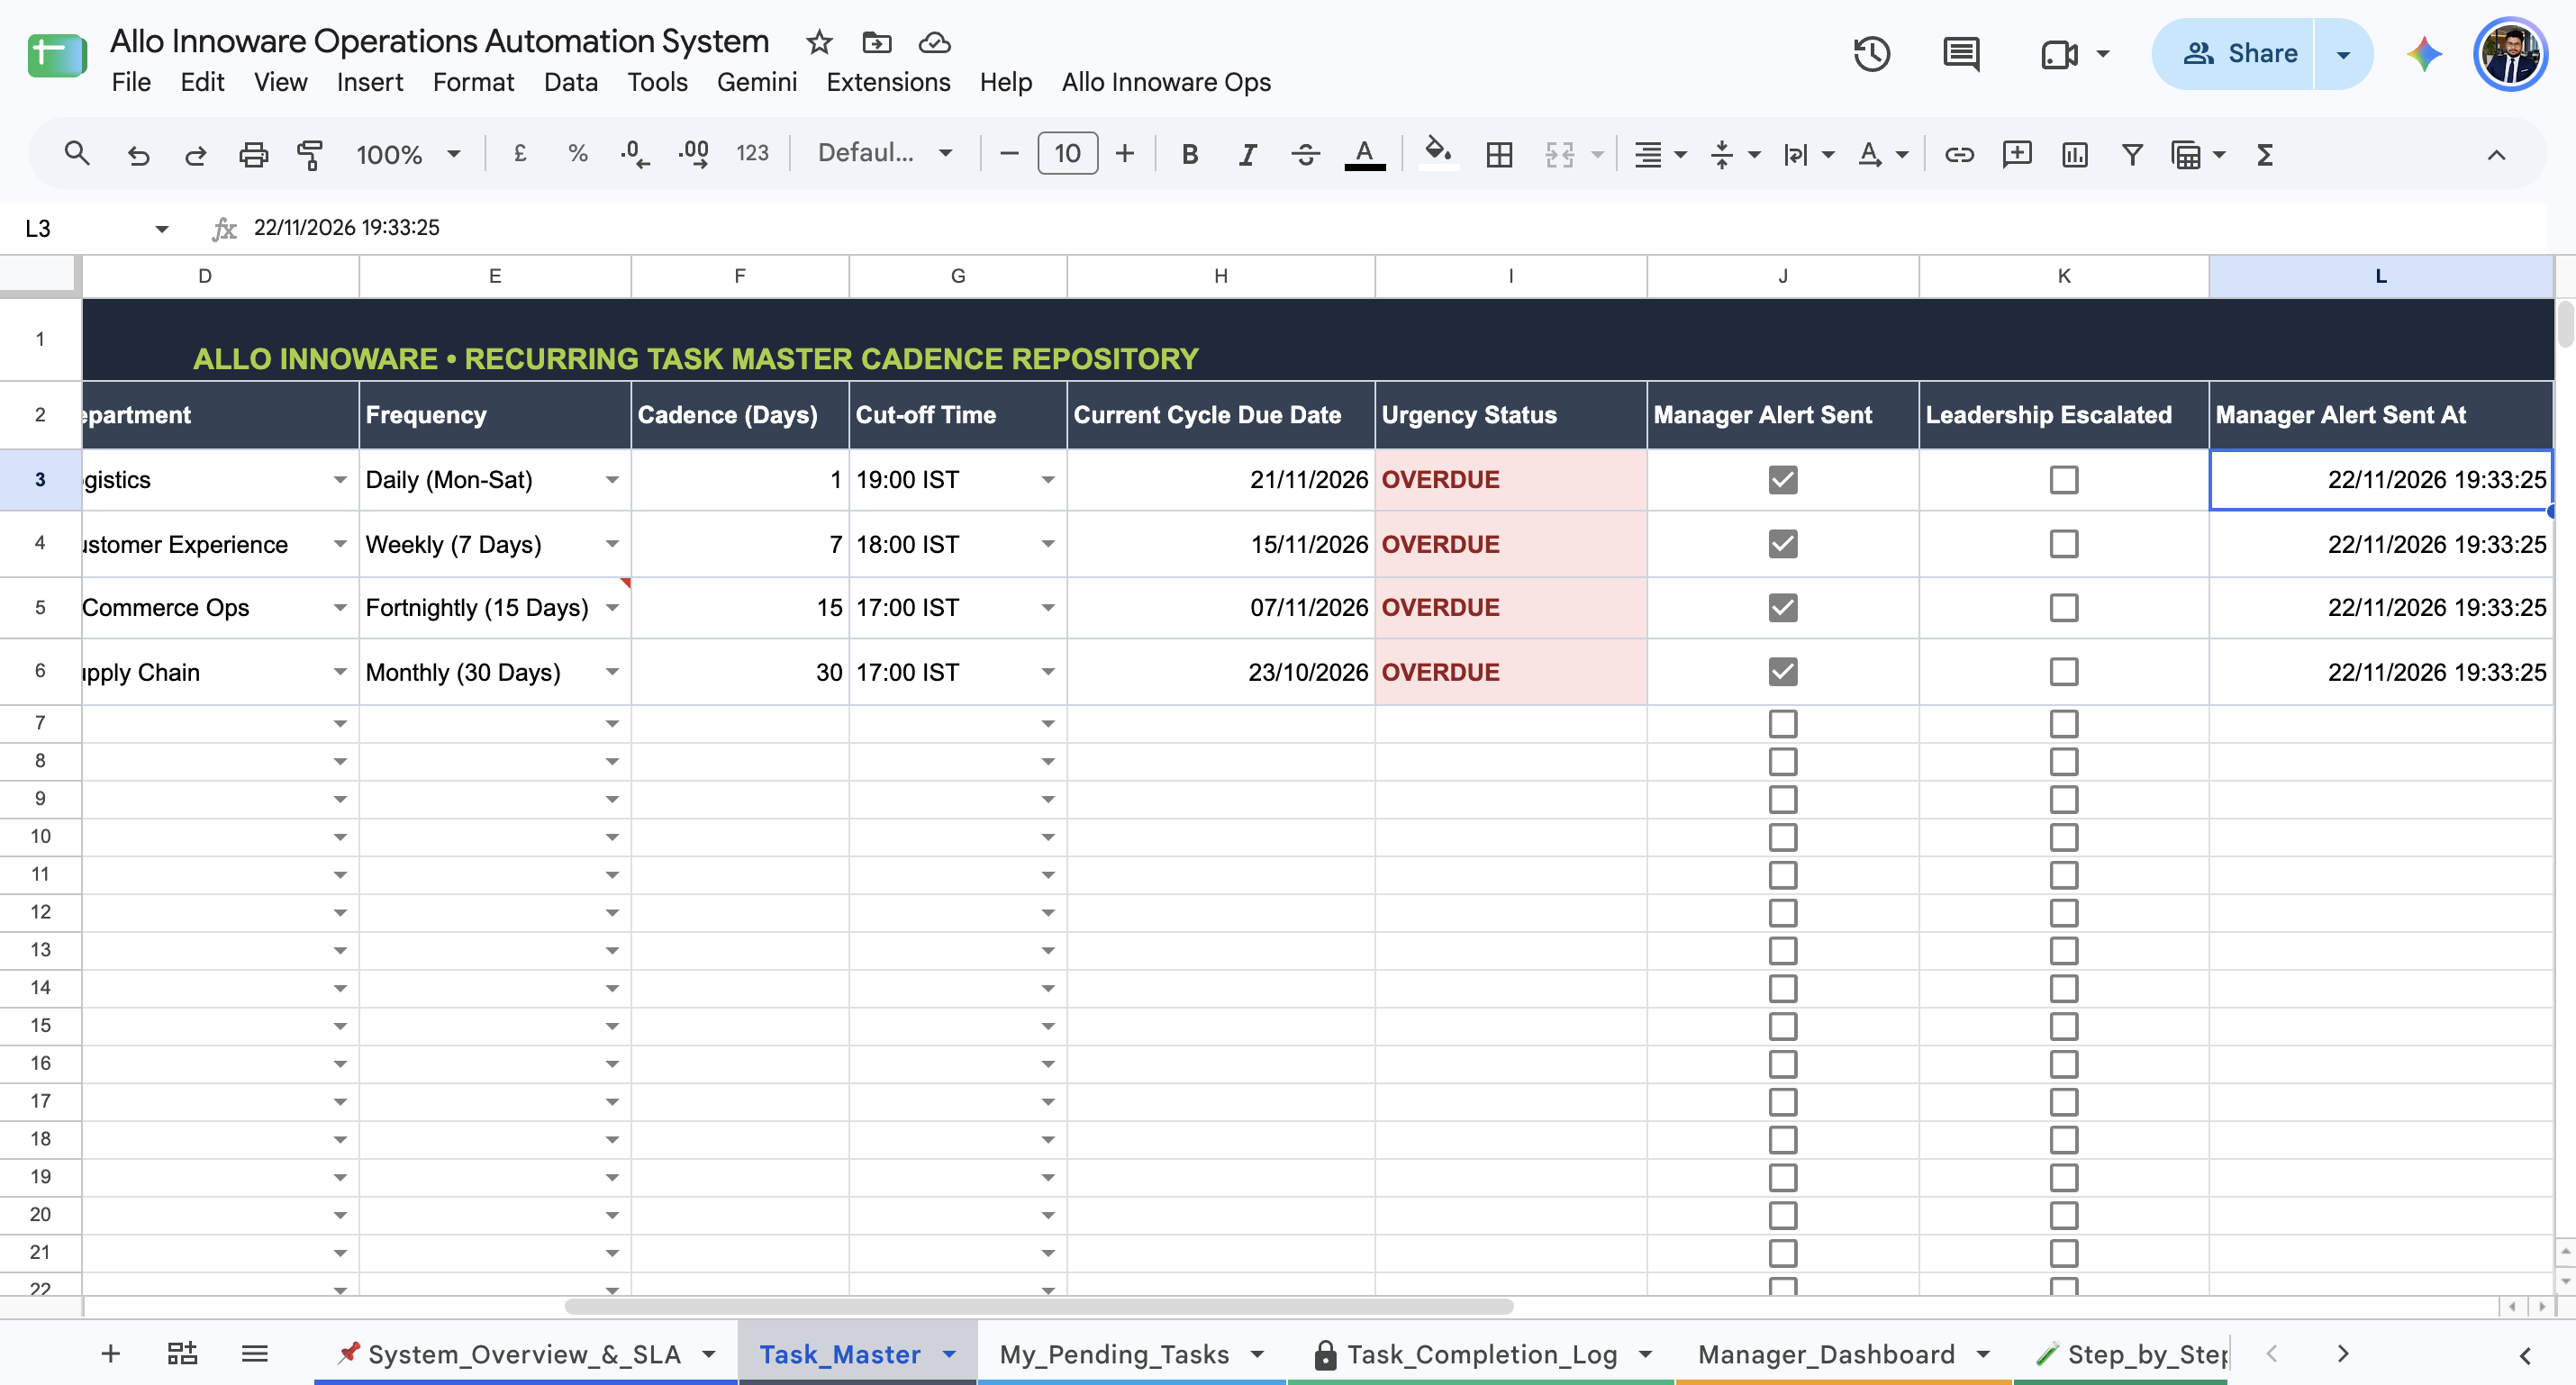 Allo Innoware Operations Automation System
File Edit View Insert Format Data Tools Gemini Extensions Help Allo Innoware Ops
Share
100% £ % .0 .00 123 Defaul... 10 B I A
L3 fx 22/11/2026 19:33:25
D E F G H I J K L
1 ALLO INNOWARE • RECURRING TASK MASTER CADENCE REPOSITORY
2 epartment Frequency Cadence (Days) Cut-off Time Current Cycle Due Date Urgency Status Manager Alert Sent Leadership Escalated Manager Alert Sent At
3 gistics Daily (Mon-Sat) 1 19:00 IST 21/11/2026 OVERDUE 22/11/2026 19:33:25
4 ustomer Experience Weekly (7 Days) 7 18:00 IST 15/11/2026 OVERDUE 22/11/2026 19:33:25
5 Commerce Ops Fortnightly (15 Days) 15 17:00 IST 07/11/2026 OVERDUE 22/11/2026 19:33:25
6 upply Chain Monthly (30 Days) 30 17:00 IST 23/10/2026 OVERDUE 22/11/2026 19:33:25
7
8
9
10
11
12
13
14
15
16
17
18
19
20
21
22
System_Overview_&_SLA Task_Master My_Pending_Tasks Task_Completion_Log Manager_Dashboard Step_by_Step